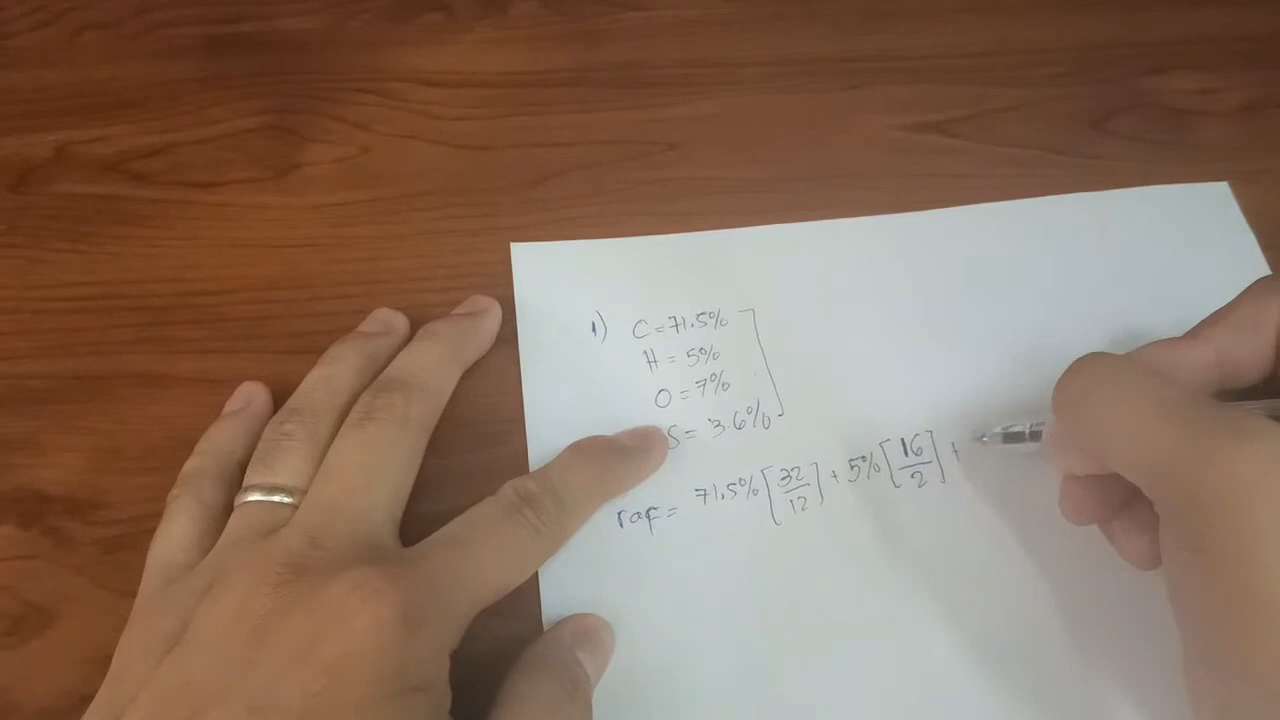 1) C = 71.5%
H = 5%
O = 7%
S = 3.6%
raf = 71.5% [32/12] + 5% [16/2] +